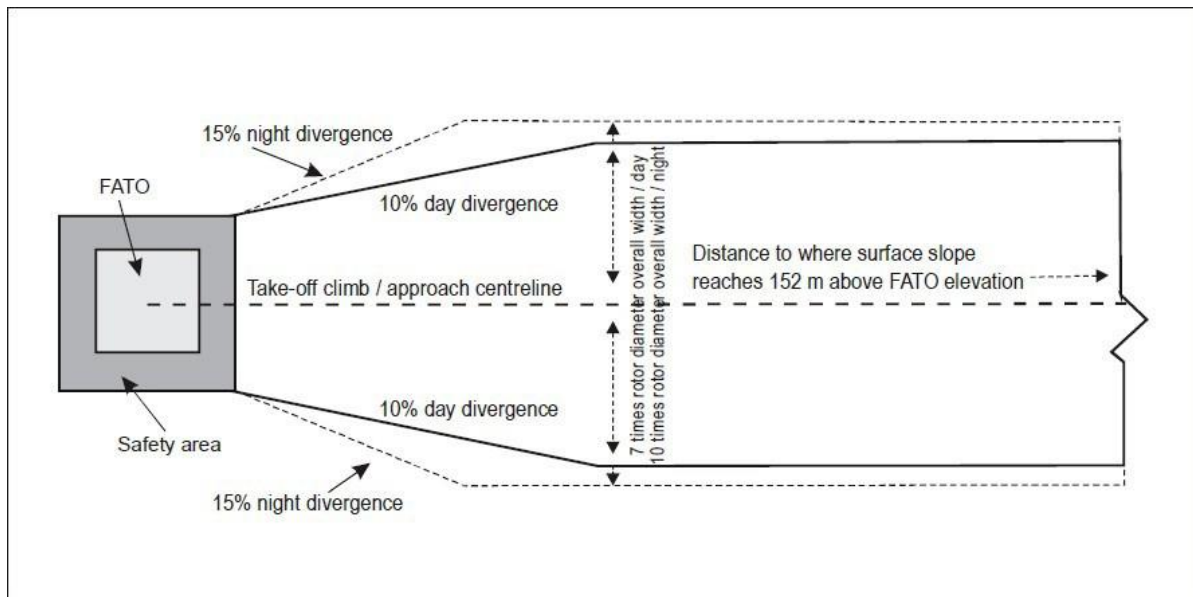 15% night divergence
FATO
10% day divergence
7 times rotor diameter overall width / day
10 times rotor diameter overall width / night
Distance to where surface slope
reaches 152 m above FATO elevation
Take-off climb / approach centreline
10% day divergence
Safety area
15% night divergence